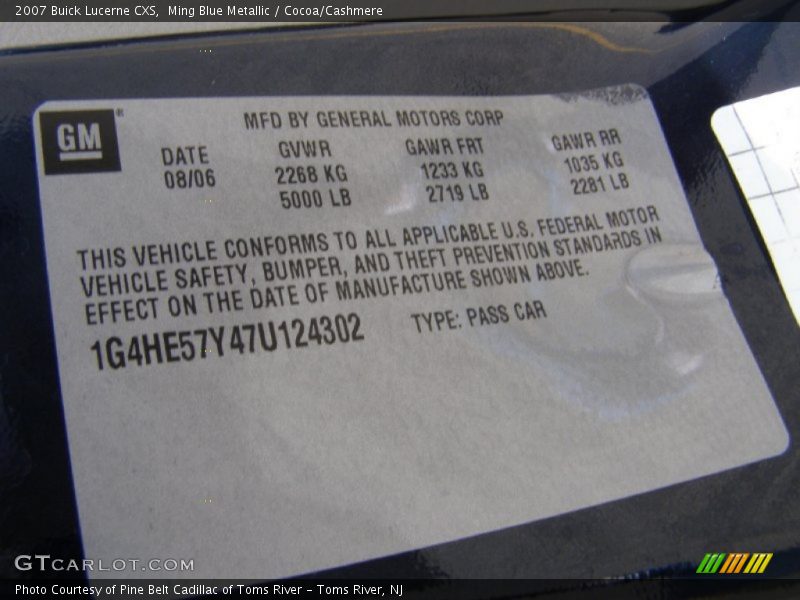 2007 Buick Lucerne CXS, Ming Blue Metallic / Cocoa/Cashmere
GM ®
MFD BY GENERAL MOTORS CORP
DATE GVWR GAWR FRT GAWR RR
08/06 2268 KG 1233 KG 1035 KG
5000 LB 2719 LB 2281 LB
THIS VEHICLE CONFORMS TO ALL APPLICABLE U.S. FEDERAL MOTOR
VEHICLE SAFETY, BUMPER, AND THEFT PREVENTION STANDARDS IN
EFFECT ON THE DATE OF MANUFACTURE SHOWN ABOVE.
1G4HE57Y47U124302 TYPE: PASS CAR
GTCARLOT.COM
Photo Courtesy of Pine Belt Cadillac of Toms River – Toms River, NJ